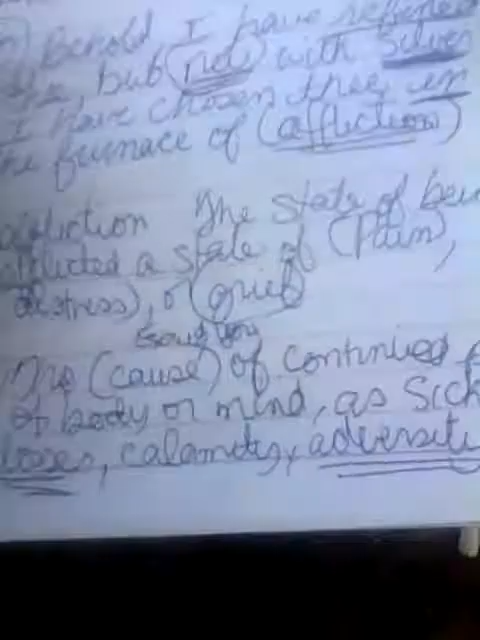 Behold I have refined
thee, but (not) with silver
I have chosen thee in
the furnace of (affliction)
affliction The state of bei
afflicted a state of (Pain),
distress), or (grief
The (cause) of continued
of body or mind, as Sick
losses, calamity, adversity